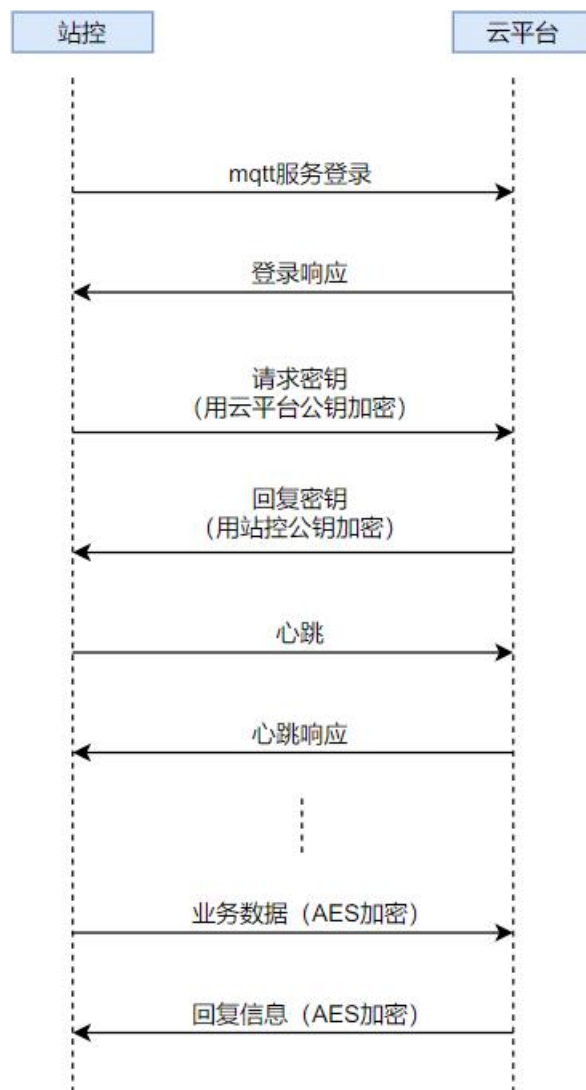 站控
云平台
mqtt服务登录
登录响应
请求密钥
（用云平台公钥加密）
回复密钥
（用站控公钥加密）
心跳
心跳响应
业务数据（AES加密）
回复信息（AES加密）